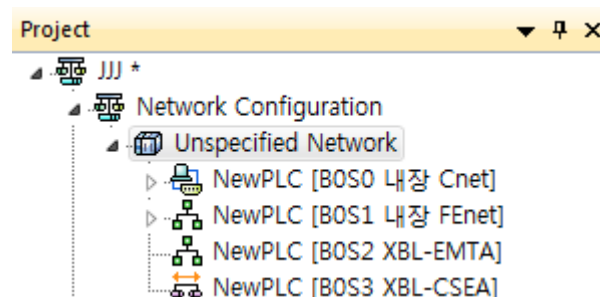 Project
JJJ *
Network Configuration
Unspecified Network
NewPLC [B0S0 내장 Cnet]
NewPLC [B0S1 내장 FEnet]
NewPLC [B0S2 XBL-EMTA]
NewPLC [B0S3 XBL-CSEA]